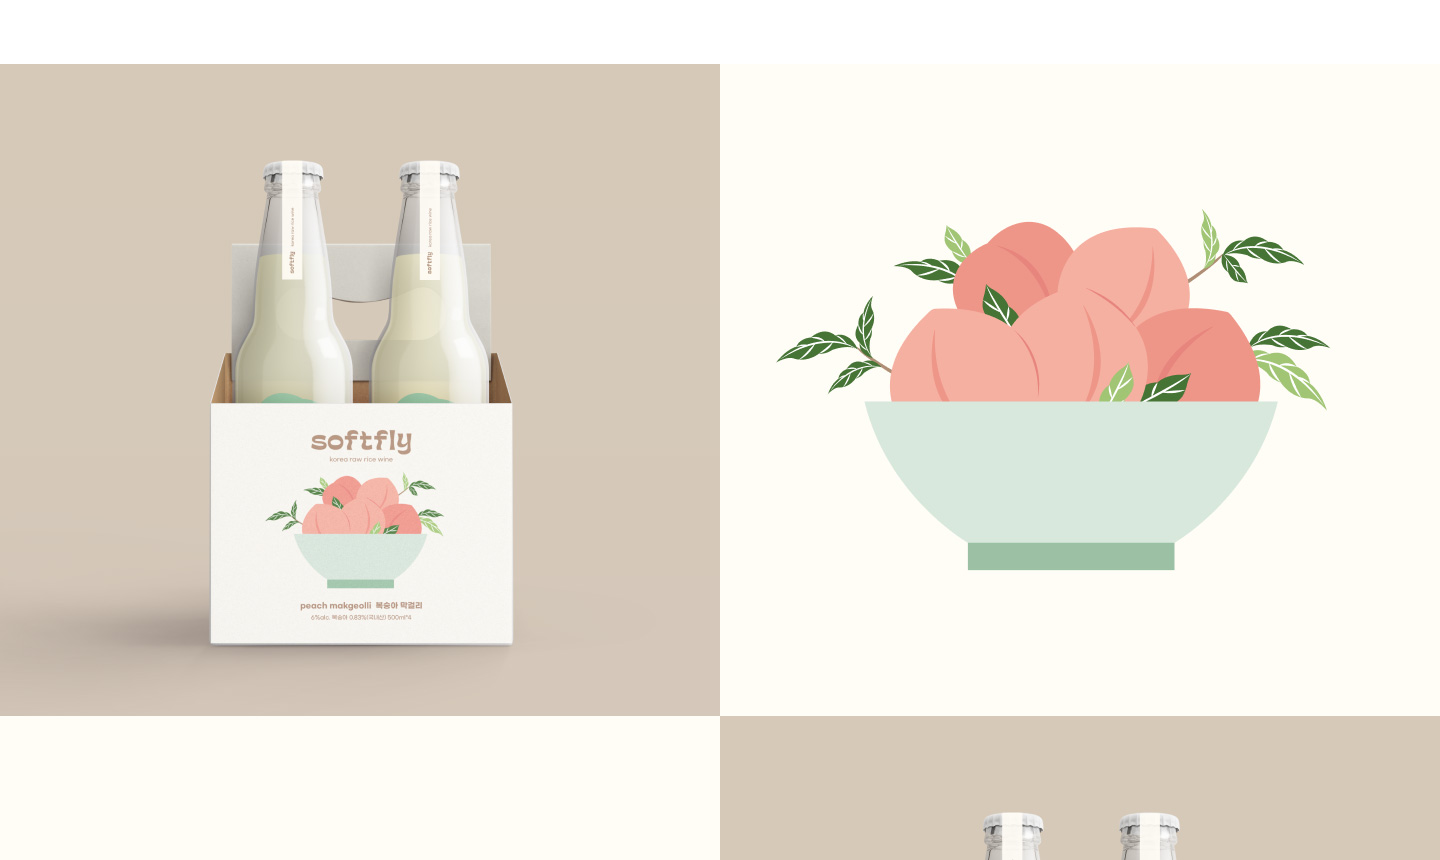 softfly korea raw rice wine
softfly korea raw rice wine
softfly
korea raw rice wine
peach makgeolli 복숭아 막걸리
6%alc. 복숭아 0.83%(국내산) 500ml*4